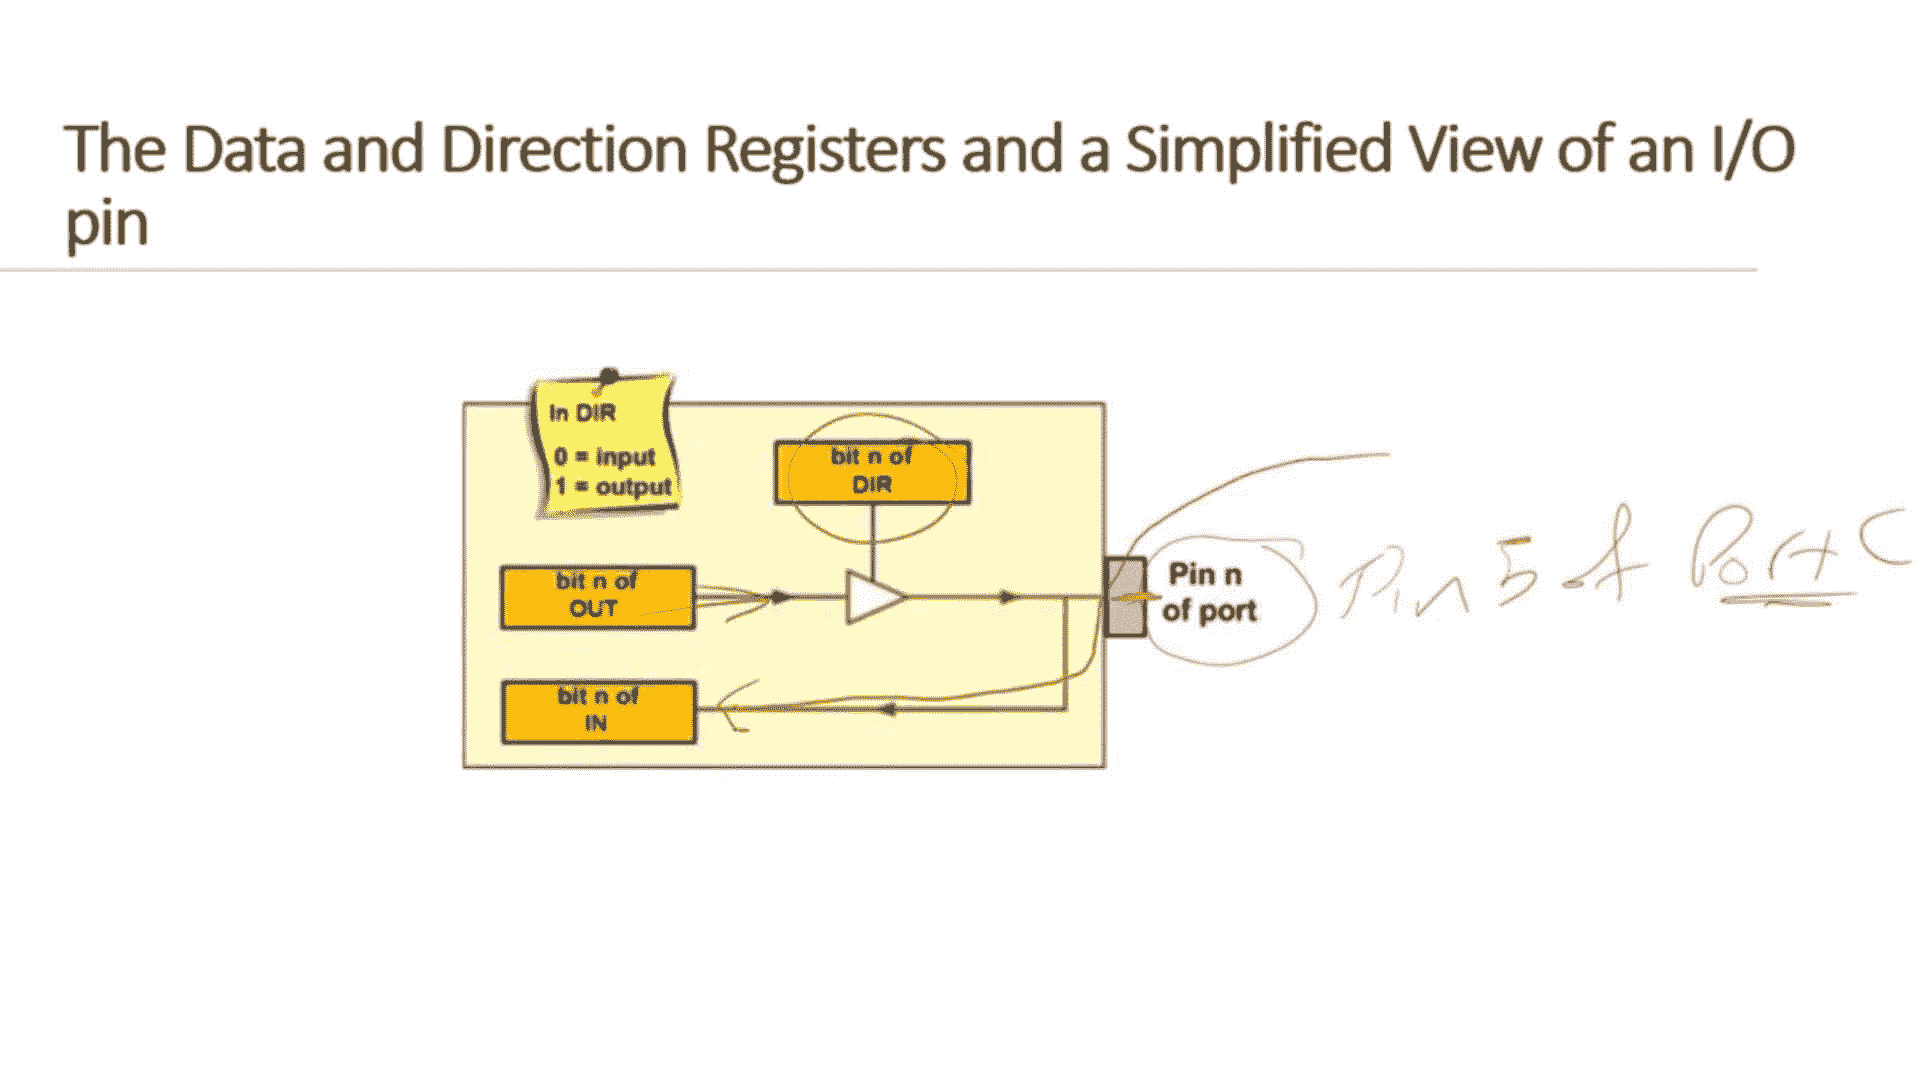 The Data and Direction Registers and a Simplified View of an I/O
pin
In DIR
0 = input
1 = output
bit n of
DIR
bit n of
OUT
bit n of
IN
Pin n
of port
Pin 5 of Port C